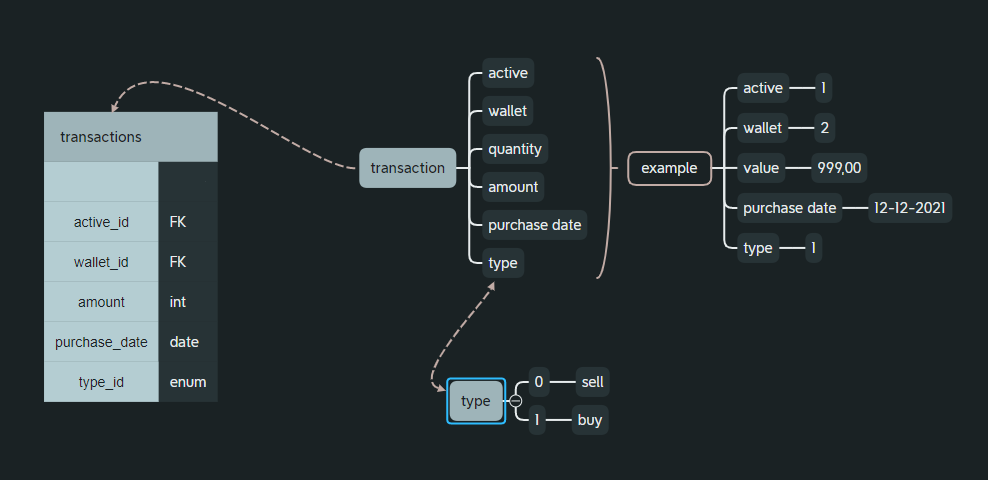 transactions
active_id FK
wallet_id FK
amount int
purchase_date date
type_id enum
transaction
active
wallet
quantity
amount
purchase date
type
example
active 1
wallet 2
value 999,00
purchase date 12-12-2021
type 1
type
0 sell
1 buy